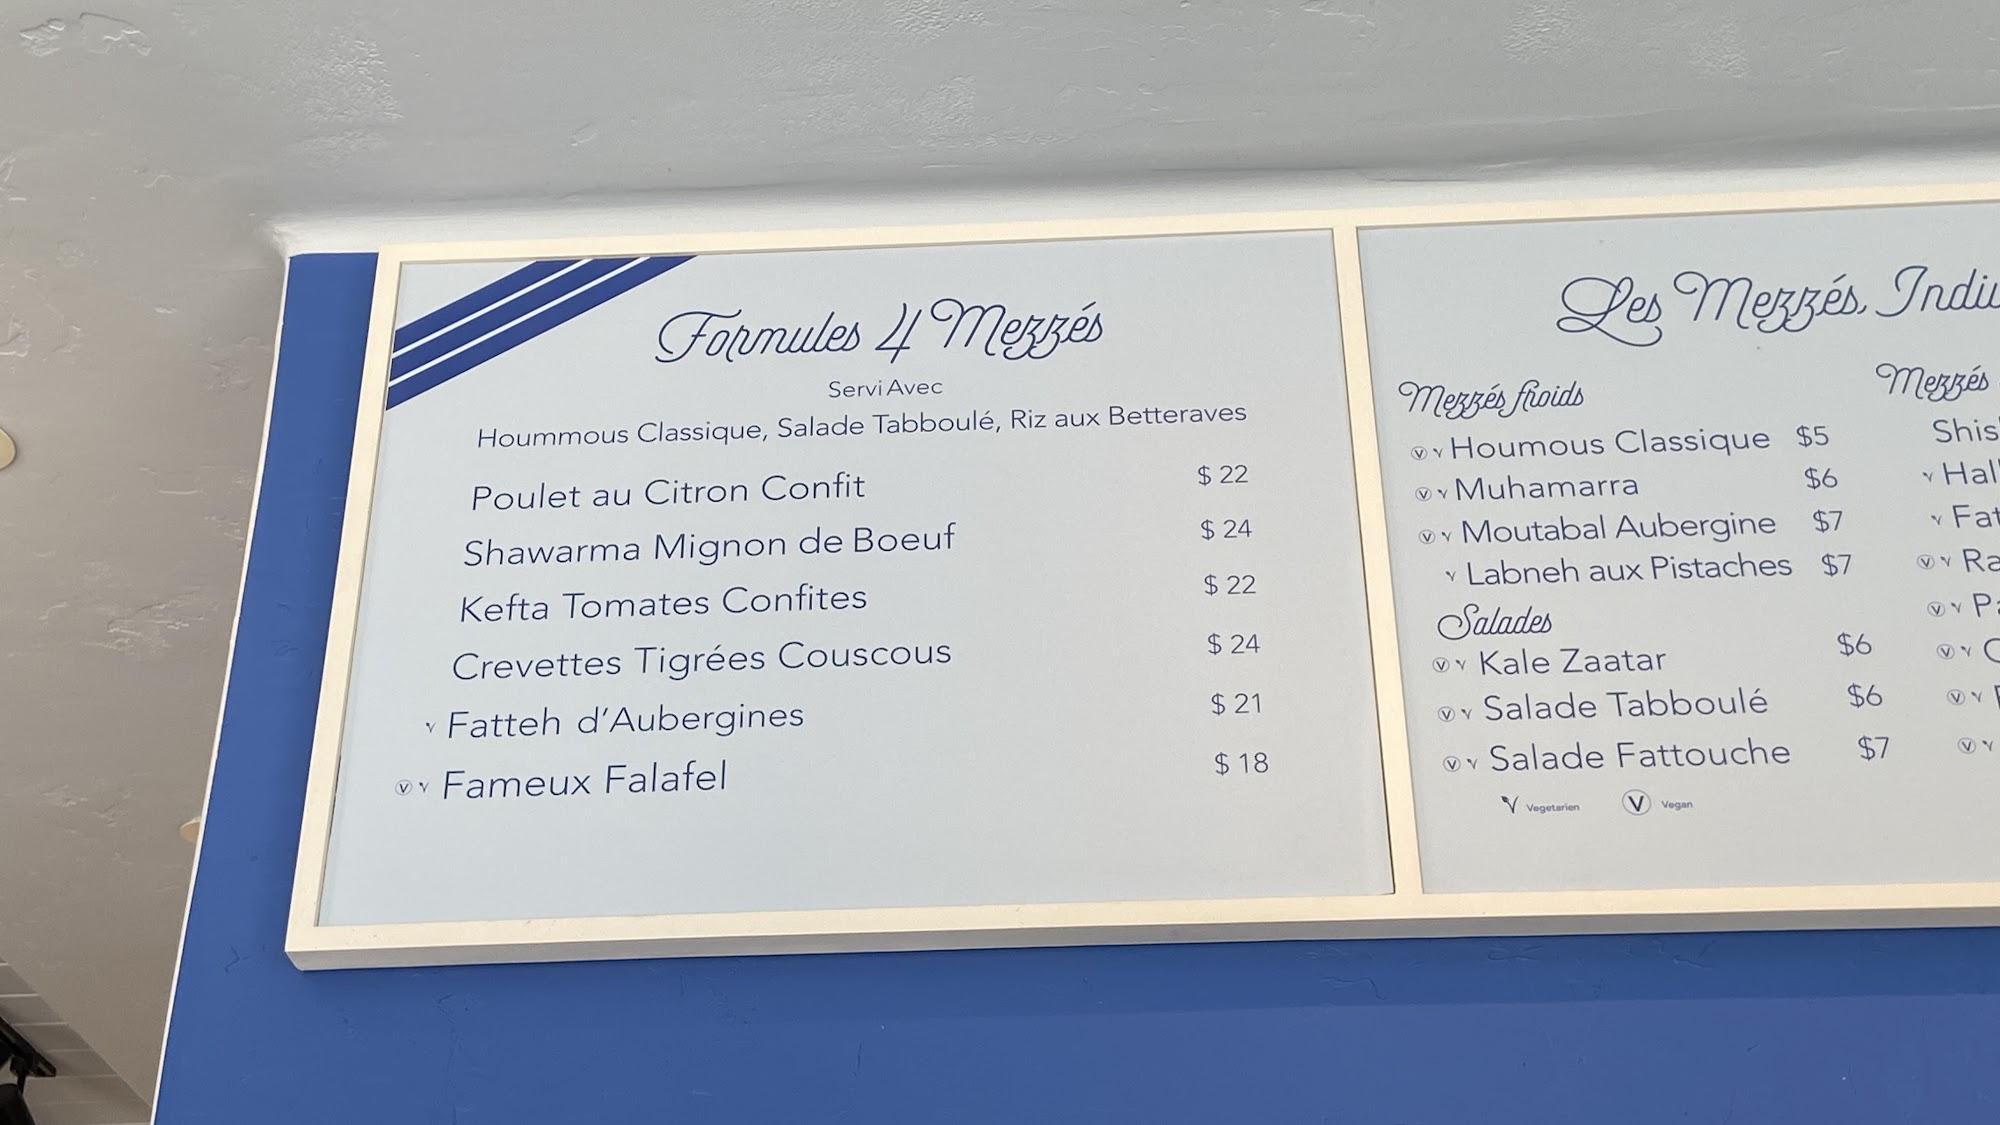 Formules 4 Mezzés
Servi Avec
Hoummous Classique, Salade Tabboulé, Riz aux Betteraves
Poulet au Citron Confit $ 22
Shawarma Mignon de Boeuf $ 24
Kefta Tomates Confites $ 22
Crevettes Tigrées Couscous $ 24
V Fatteh d'Aubergines $ 21
V V Fameux Falafel $ 18
Les Mezzés,
Mezzés froids
V V Houmous Classique $5
V V Muhamarra $6
V V Moutabal Aubergine $7
V Labneh aux Pistaches $7
Salades
V V Kale Zaatar $6
V V Salade Tabboulé $6
V V Salade Fattouche $7
V Vegetarien V Vegan
Mezzés
V
V
V V
V V
V V
V V
V V